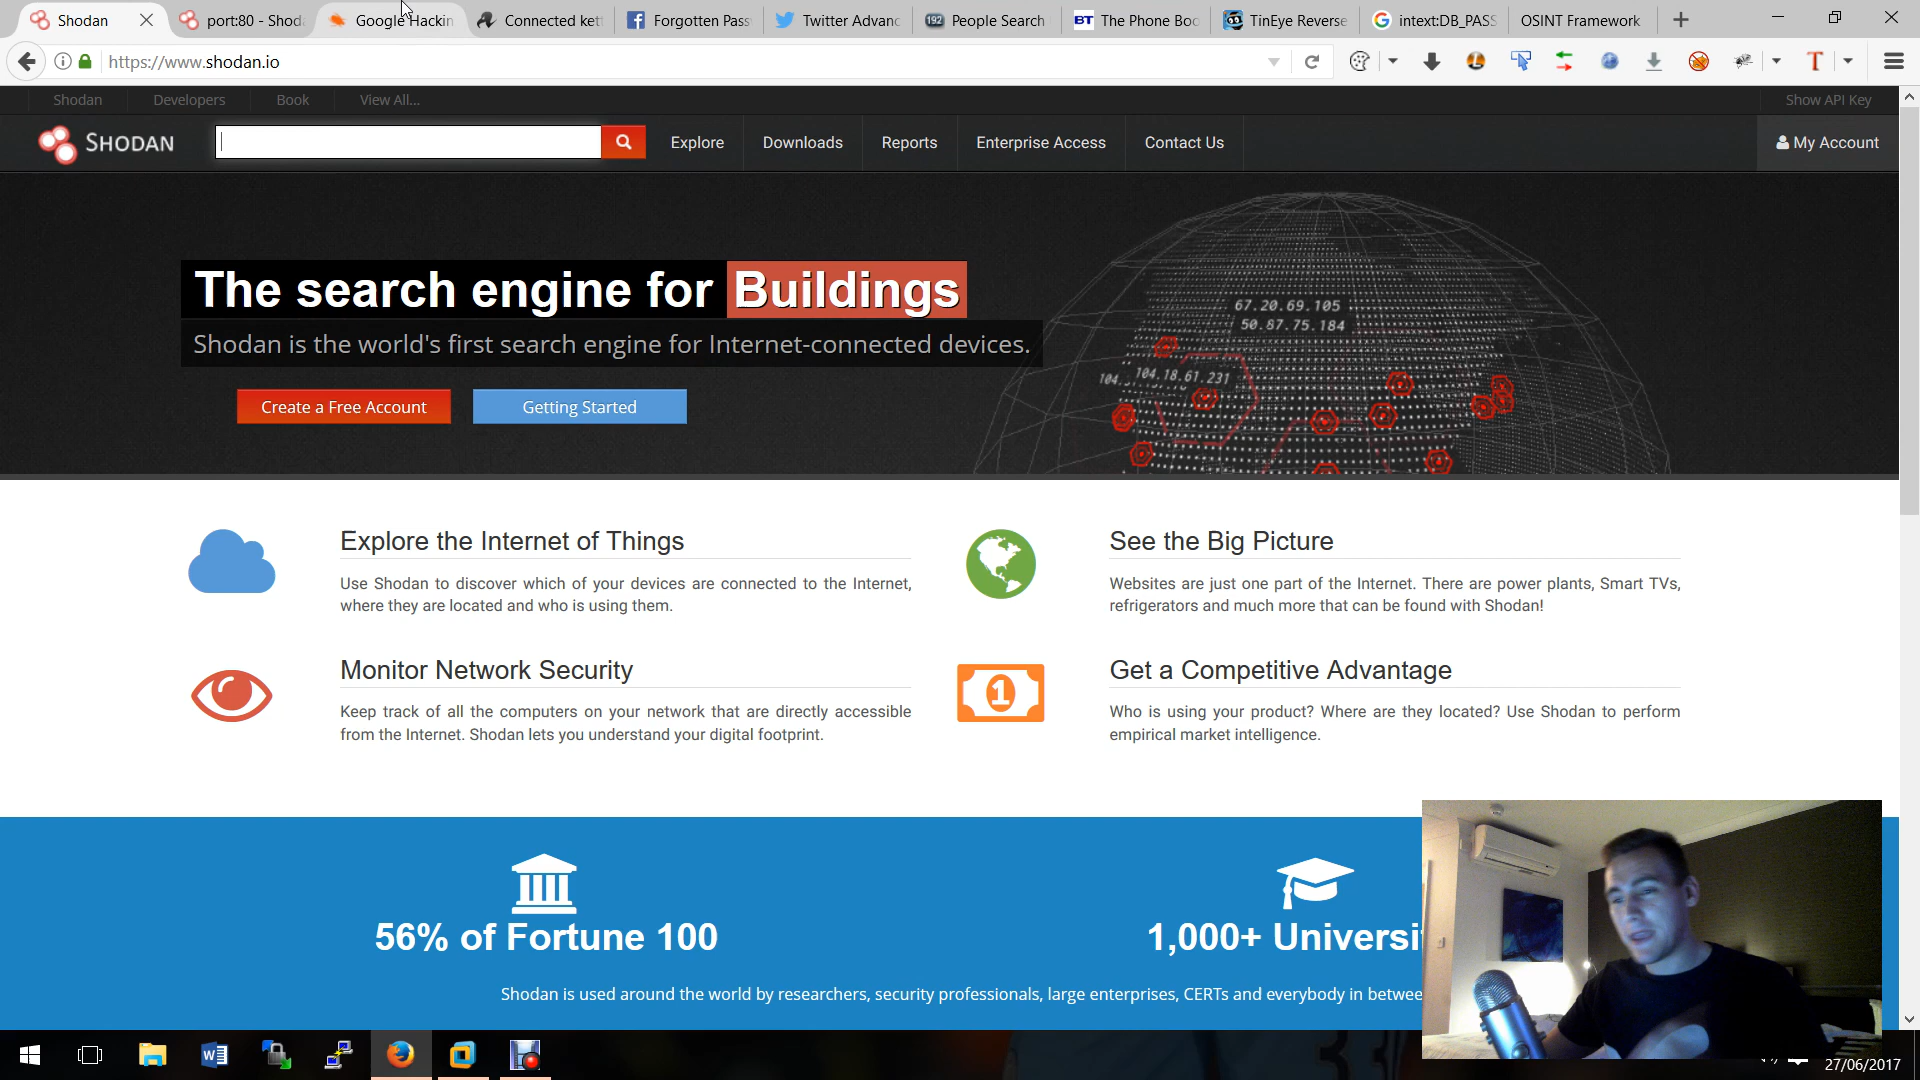 Shodan
port:80 - Shoda
Google Hackin
Connected kett
Forgotten Pass
Twitter Advanc
192
People Search
BT
The Phone Boo
TinEye Reverse
intext:DB_PASS
OSINT Framework
https://www.shodan.io
Shodan
Developers
Book
View All...
Show API Key
SHODAN
Explore
Downloads
Reports
Enterprise Access
Contact Us
My Account
The search engine for Buildings
Shodan is the world's first search engine for Internet-connected devices.
Create a Free Account
Getting Started
67.20.69.105
50.87.75.184
104.
104.18.61.231
Explore the Internet of Things
Use Shodan to discover which of your devices are connected to the Internet,
where they are located and who is using them.
See the Big Picture
Websites are just one part of the Internet. There are power plants, Smart TVs,
refrigerators and much more that can be found with Shodan!
Monitor Network Security
Keep track of all the computers on your network that are directly accessible
from the Internet. Shodan lets you understand your digital footprint.
1
Get a Competitive Advantage
Who is using your product? Where are they located? Use Shodan to perform
empirical market intelligence.
56% of Fortune 100
1,000+ Universit
Shodan is used around the world by researchers, security professionals, large enterprises, CERTs and everybody in betwee
27/06/2017